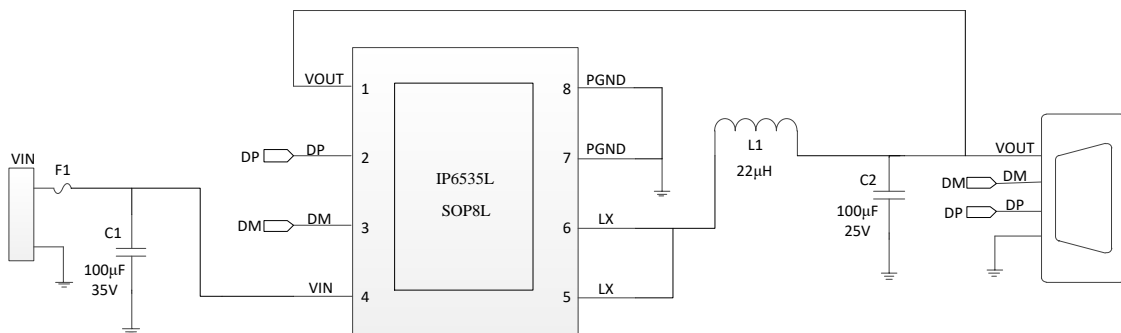 VOUT
1
8
PGND
DP
DP
2
7
PGND
DM
DM
3
6
LX
VIN
4
5
LX
IP6535L
SOP8L
VIN
F1
C1
100μF
35V
L1
22μH
C2
100μF
25V
VOUT
DM
DM
DP
DP